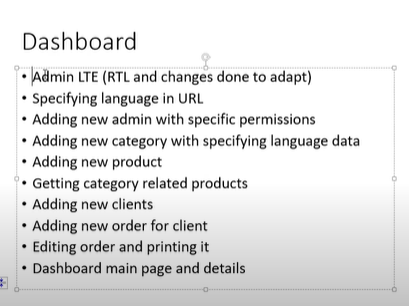 Dashboard
• Admin LTE (RTL and changes done to adapt)
• Specifying language in URL
• Adding new admin with specific permissions
• Adding new category with specifying language data
• Adding new product
• Getting category related products
• Adding new clients
• Adding new order for client
• Editing order and printing it
• Dashboard main page and details